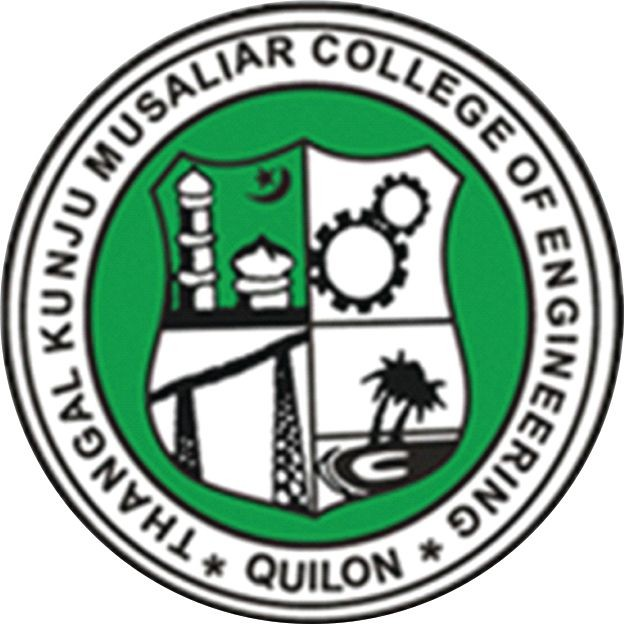 THANGAL KUNJU MUSALIAR COLLEGE OF ENGINEERING
* QUILON *